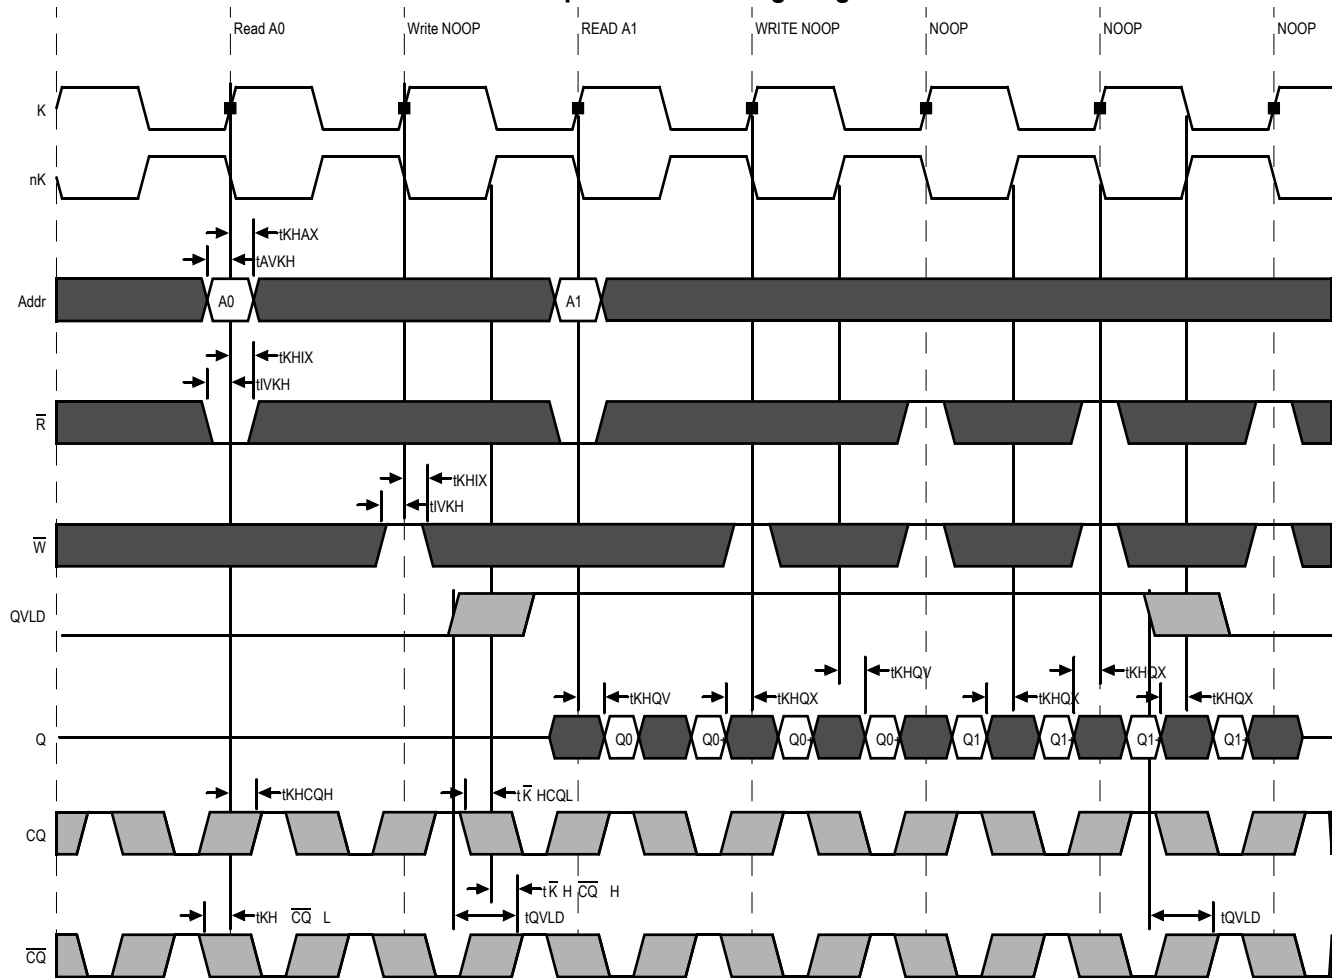 Read A0 Write NOOP READ A1 WRITE NOOP NOOP NOOP NOOP
K
nK
tKHAX
tAVKH
Addr A0 A1
tKHIX
tIVKH
R
tKHIX
tIVKH
W
QVLD
tKHQV tKHQX tKHQV tKHQX tKHQX tKHQX
Q Q0 Q0+ Q0+ Q0+ Q1 Q1+ Q1+ Q1+
tKHCQH tK HCQL
CQ
tK H CQ H
tKH CQ L tQVLD tQVLD
CQ